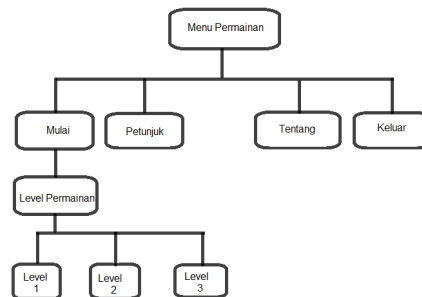 Menu Permainan
Mulai
Petunjuk
Tentang
Keluar
Level Permainan
Level
1
Level
2
Level
3